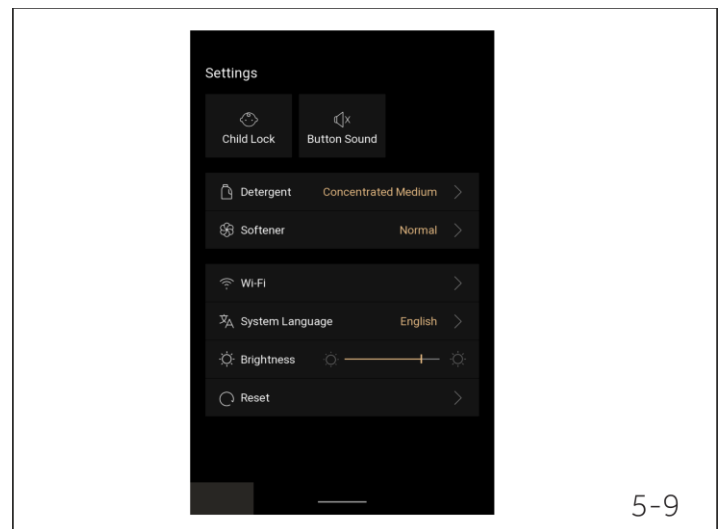 Settings
Child Lock
Button Sound
Detergent Concentrated Medium
Softener Normal
Wi-Fi
System Language English
Brightness
Reset
5-9